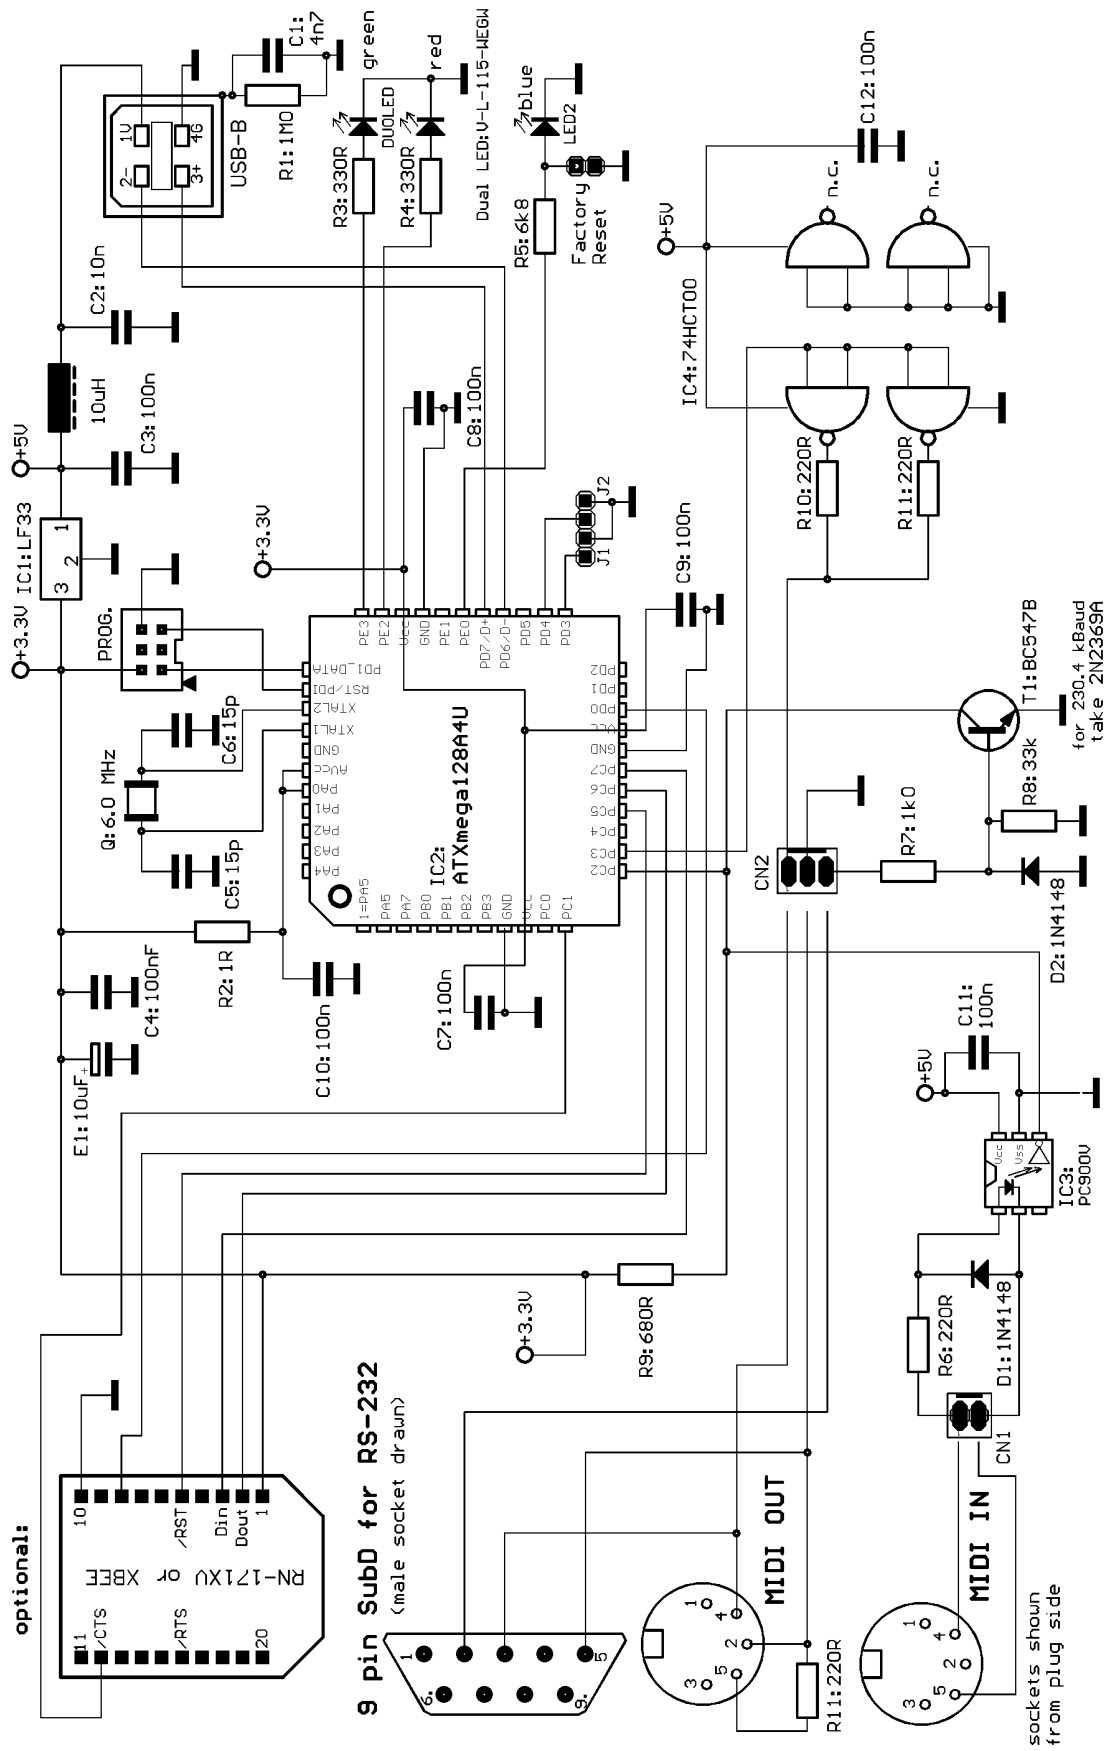 optional:
11
/CTS
/RTS
20
RN-171XV or XBEE
10
/RST
Din
Dout
1
9 pin SubD for RS-232
(male socket drawn)
1
5
6.
9.
3
5
2
4
1
MIDI OUT
R11:220R
3
5
2
4
1
MIDI IN
sockets shown
from plug side
CN1
R6:220R
D1:1N4148
IC3:
PC900V
Vcc
Vss
+5V
C11:
100n
+3.3V
R9:680R
E1:10uF
+
C4:100nF
R2:1R
C10:100n
C5:15p
Q:6.0 MHz
C6:15p
C7:100n
PROG.
+3.3V
IC1:LF33
3
2
1
+5V
C3:100n
10uH
C2:10n
1V
2-
3+
4G
USB-B
R1:1M0
C1:
4n7
IC2:
ATXmega128A4U
PA4
PA3
PA2
PA1
PA0
AVcc
GND
XTAL1
XTAL2
RST/PDI
PD1_DATA
1=PA5
PA5
PA7
PB0
PB1
PB2
PB3
GND
VCC
PC0
PC1
PC2
PC3
PC4
PC5
PC6
PC7
GND
Vcc
PD0
PD1
PD2
PE3
PE2
Vcc
GND
PE1
PE0
PD7/D+
PD6/D-
PD5
PD4
PD3
+3.3V
C8:100n
R3:330R
green
DUOLED
R4:330R
red
Dual LED:V-L-115-WEGW
R5:6k8
blue
LED2
Factory
Reset
J1
J2
C9:100n
CN2
R7:1k0
R8:33k
D2:1N4148
T1:BC547B
for 230.4 kBaud
take 2N2369A
R10:220R
R11:220R
IC4:74HCT00
+5V
n.c.
n.c.
C12:100n